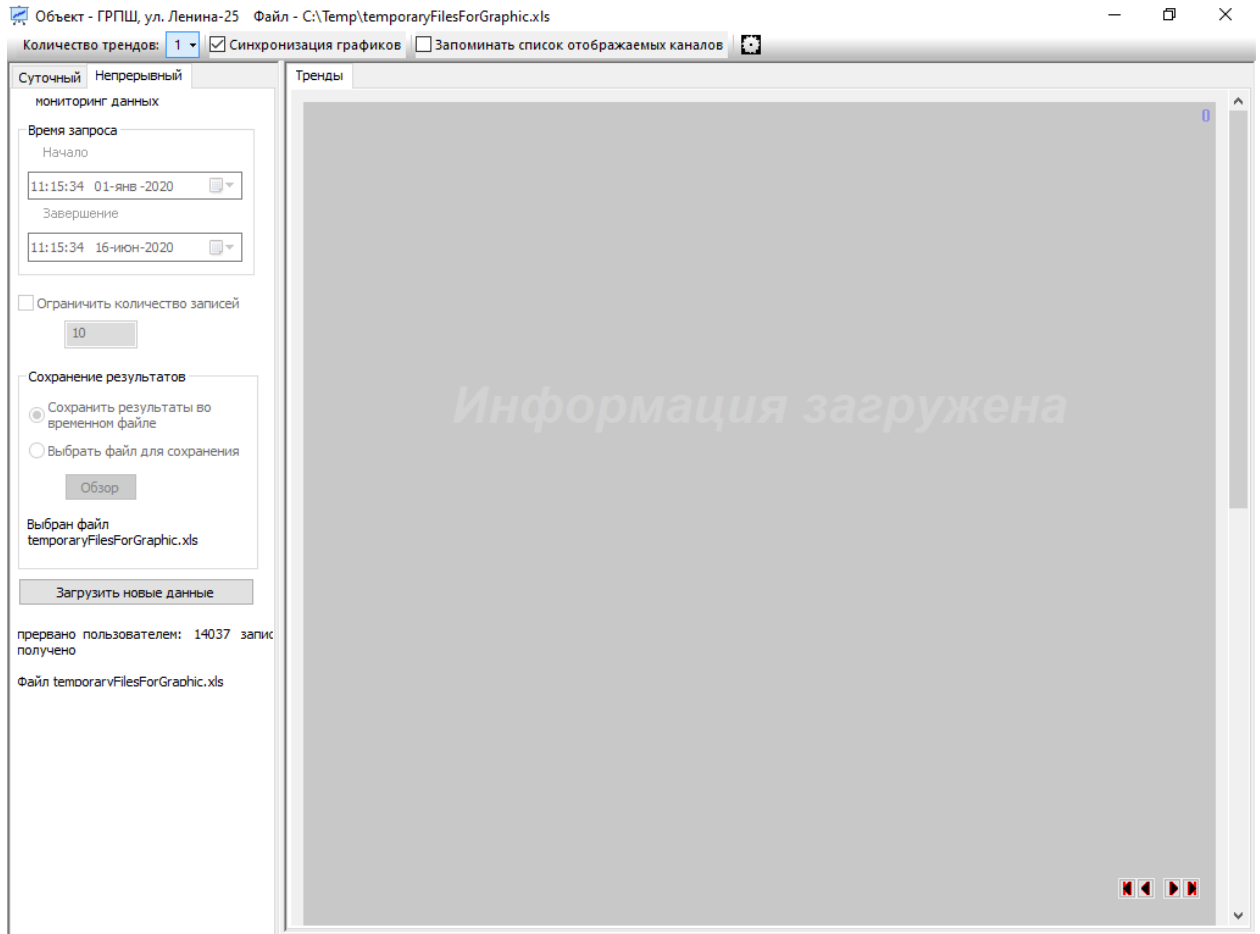 Объект - ГРПШ, ул. Ленина-25 Файл - C:\Temp\temporaryFilesForGraphic.xls
Количество трендов: 1 Синхронизация графиков Запоминать список отображаемых каналов
Суточный Непрерывный
мониторинг данных
Время запроса
Начало
11:15:34 01-янв -2020
Завершение
11:15:34 16-июн-2020
Ограничить количество записей
10
Сохранение результатов
Сохранить результаты во
временном файле
Выбрать файл для сохранения
Обзор
Выбран файл
temporaryFilesForGraphic.xls
Загрузить новые данные
прервано пользователем: 14037 запис
получено
Файл temporaryFilesForGraphic.xls
Тренды
0
Информация загружена